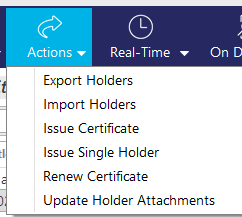 Actions
Real-Time
On D
Export Holders
Import Holders
Issue Certificate
Issue Single Holder
Renew Certificate
Update Holder Attachments